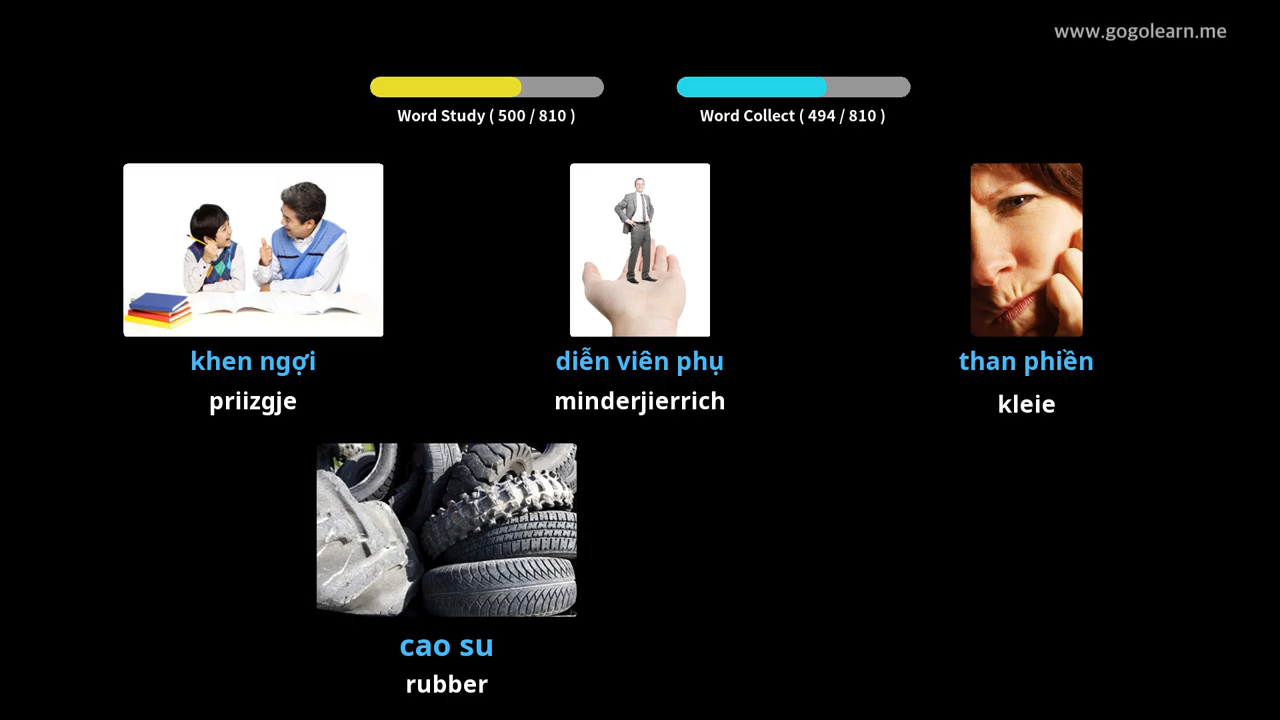 www.gogolearn.me
Word Study ( 500 / 810 )
Word Collect ( 494 / 810 )
khen ngợi
priizgje
diễn viên phụ
minderjierrich
than phiền
kleie
cao su
rubber